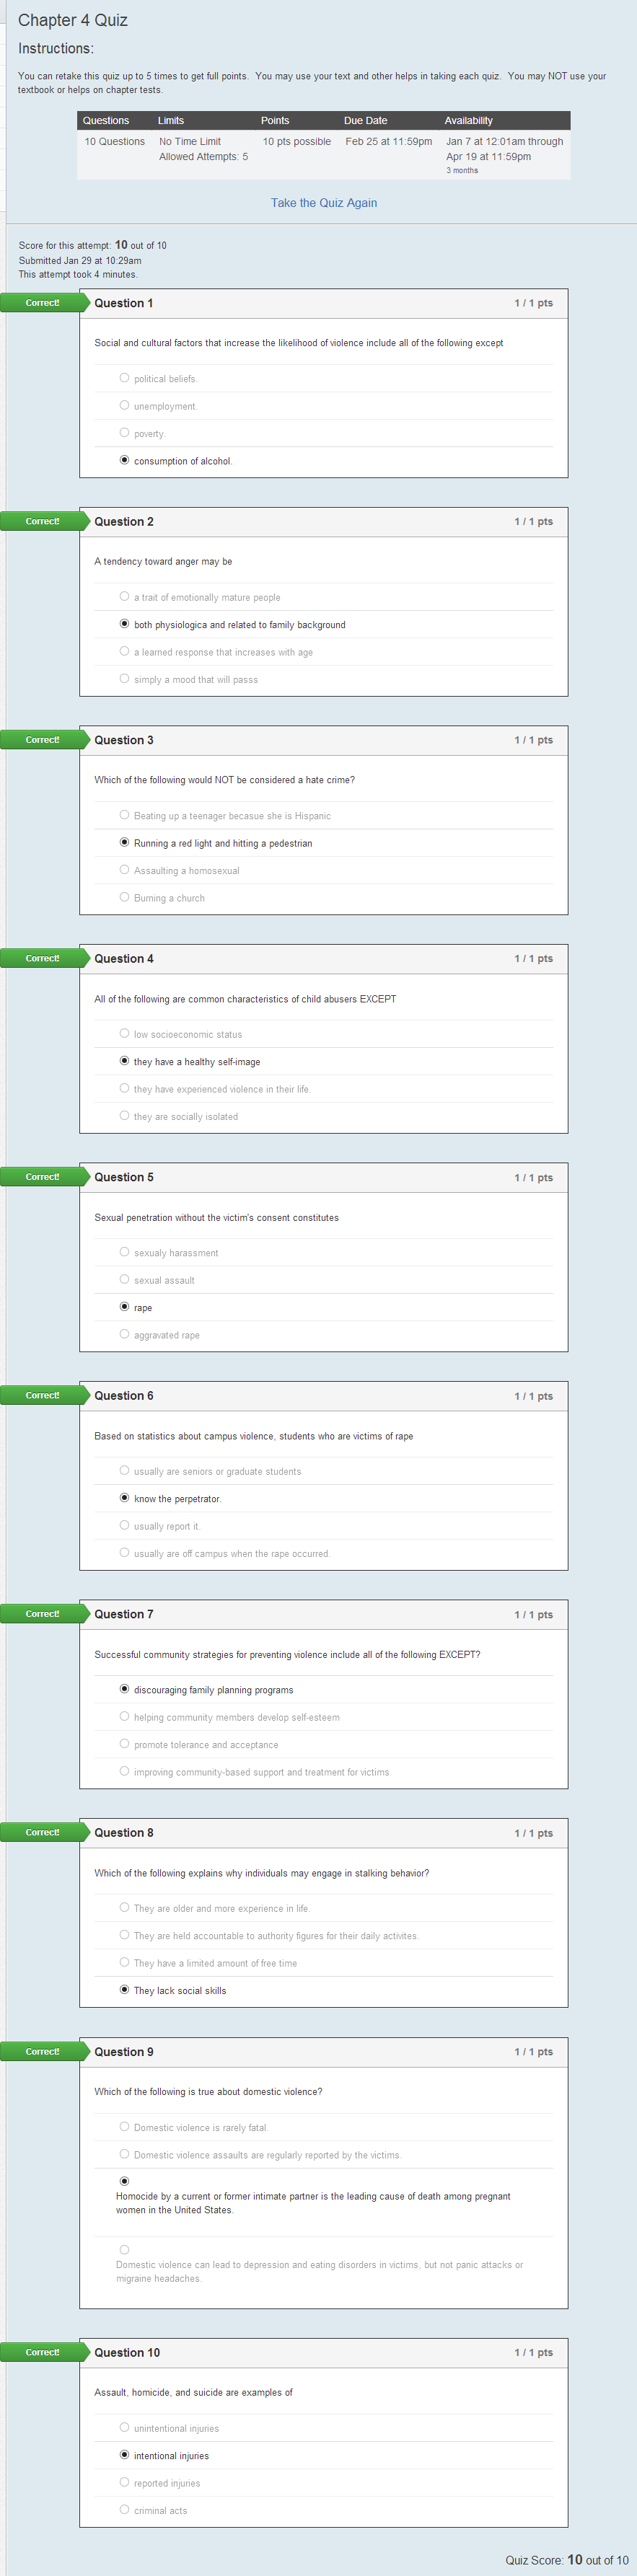 Chapter 4 Quiz
Instructions:
You can retake this quiz up to 5 times to get full points. You may use your text and other helps in taking each quiz. You may NOT use your
textbook or helps on chapter tests.
Questions Limits Points Due Date Availability
10 Questions No Time Limit 10 pts possible Feb 25 at 11:59pm Jan 7 at 12:01am through
Allowed Attempts: 5 Apr 19 at 11:59pm
3 months
Take the Quiz Again
Score for this attempt: 10 out of 10
Submitted Jan 29 at 10:29am
This attempt took 4 minutes.
Correct! Question 1 1 / 1 pts
Social and cultural factors that increase the likelihood of violence include all of the following except
political beliefs.
unemployment.
poverty.
consumption of alcohol.
Correct! Question 2 1 / 1 pts
A tendency toward anger may be
a trait of emotionally mature people
both physiologica and related to family background
a learned response that increases with age
simply a mood that will passs
Correct! Question 3 1 / 1 pts
Which of the following would NOT be considered a hate crime?
Beating up a teenager becasue she is Hispanic
Running a red light and hitting a pedestrian
Assaulting a homosexual
Burning a church
Correct! Question 4 1 / 1 pts
All of the following are common characteristics of child abusers EXCEPT
low socioeconomic status
they have a healthy self-image
they have experienced violence in their life.
they are socially isolated
Correct! Question 5 1 / 1 pts
Sexual penetration without the victim's consent constitutes
sexualy harassment
sexual assault
rape
aggravated rape
Correct! Question 6 1 / 1 pts
Based on statistics about campus violence, students who are victims of rape
usually are seniors or graduate students
know the perpetrator.
usually report it.
usually are off campus when the rape occurred.
Correct! Question 7 1 / 1 pts
Successful community strategies for preventing violence include all of the following EXCEPT?
discouraging family planning programs
helping community members develop self-esteem
promote tolerance and acceptance
improving community-based support and treatment for victims.
Correct! Question 8 1 / 1 pts
Which of the following explains why individuals may engage in stalking behavior?
They are older and more experience in life.
They are held accountable to authority figures for their daily activites.
They have a limited amount of free time
They lack social skills
Correct! Question 9 1 / 1 pts
Which of the following is true about domestic violence?
Domestic violence is rarely fatal.
Domestic violence assaults are regularly reported by the victims.
Homocide by a current or former intimate partner is the leading cause of death among pregnant
women in the United States.
Domestic violence can lead to depression and eating disorders in victims, but not panic attacks or
migraine headaches.
Correct! Question 10 1 / 1 pts
Assault, homicide, and suicide are examples of
unintentional injuries
intentional injuries
reported injuries
criminal acts
Quiz Score: 10 out of 10